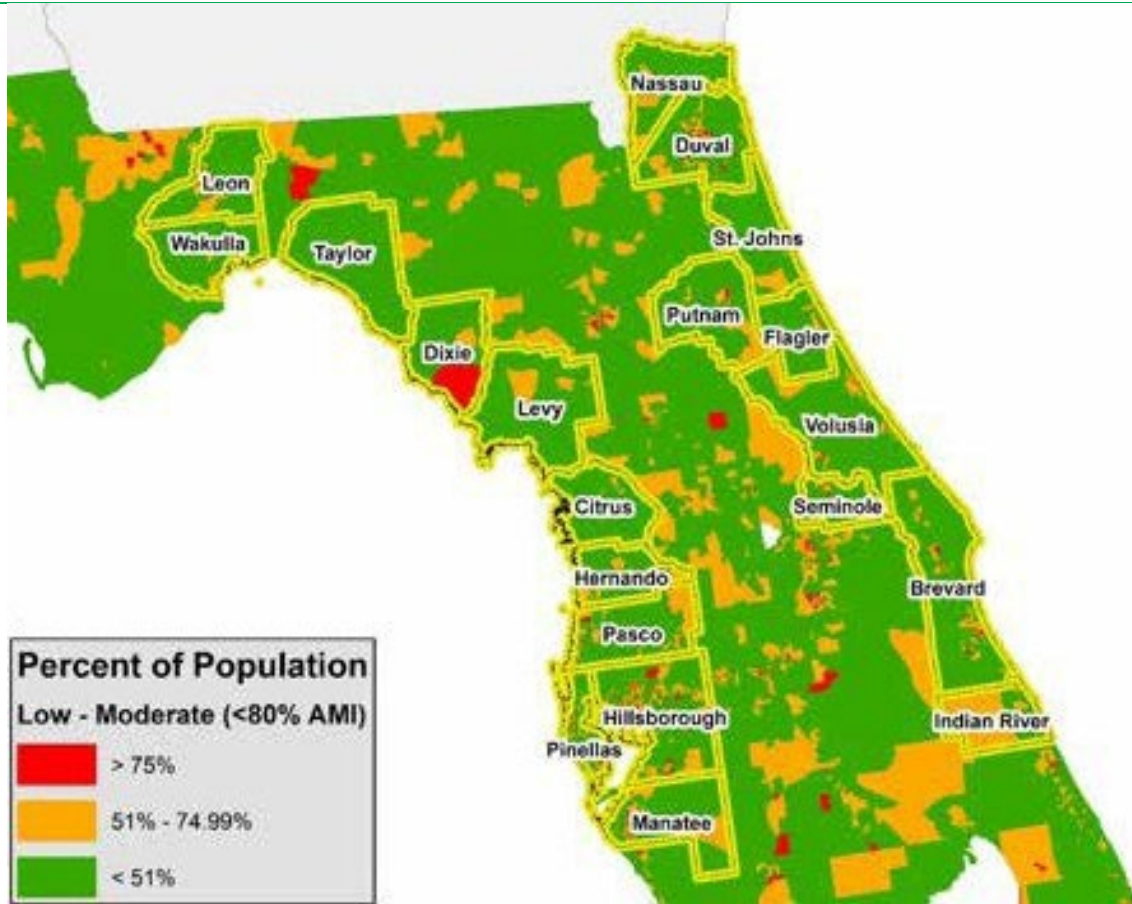 Nassau
Duval
Leon
St. Johns
Wakulla
Taylor
Putnam
Flagler
Dixie
Levy
Volusia
Citrus
Seminole
Hernando
Brevard
Pasco
Hillsborough
Indian River
Pinellas
Manatee
Percent of Population
Low - Moderate (<80% AMI)
> 75%
51% - 74.99%
< 51%